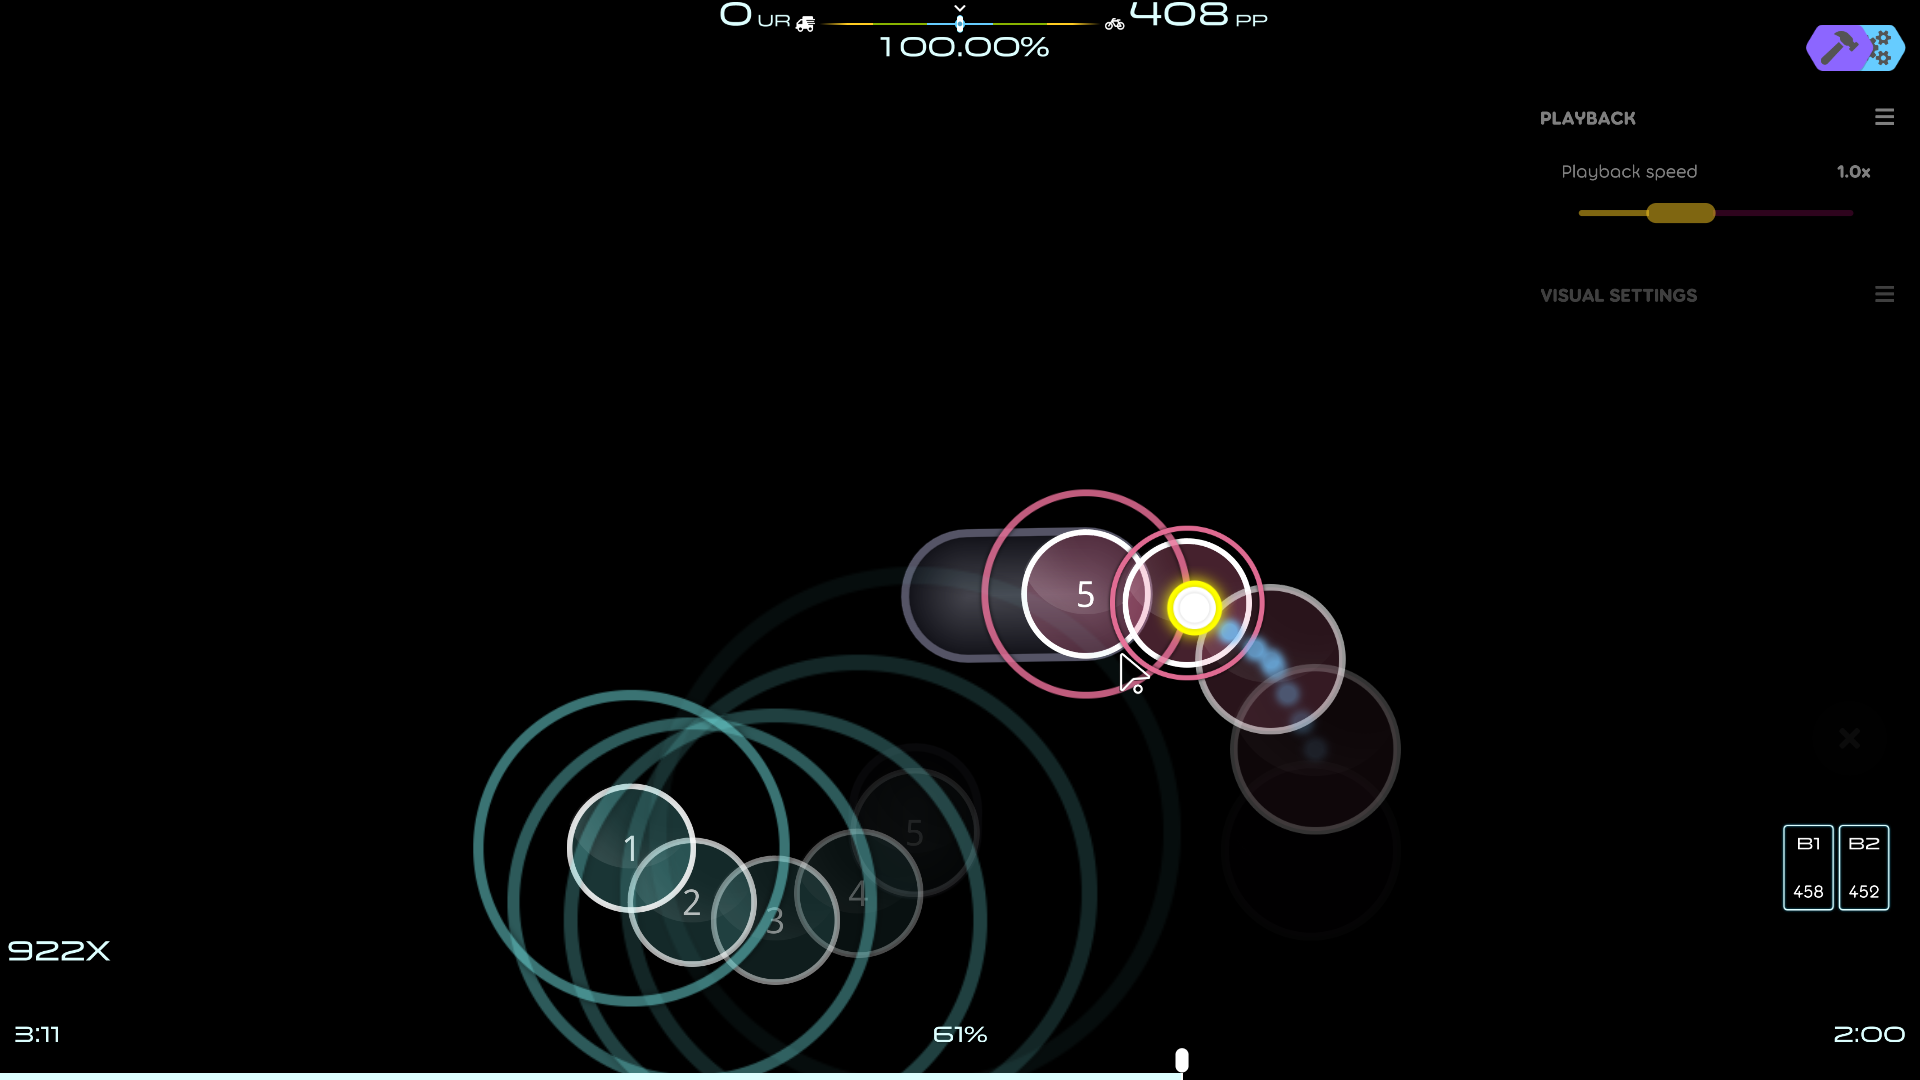 0 UR
408 PP
100.00%
PLAYBACK
Playback speed 1.0x
VISUAL SETTINGS
5
1
2
3
4
5
B1 B2
458 452
922X
3:11 61% 2:00